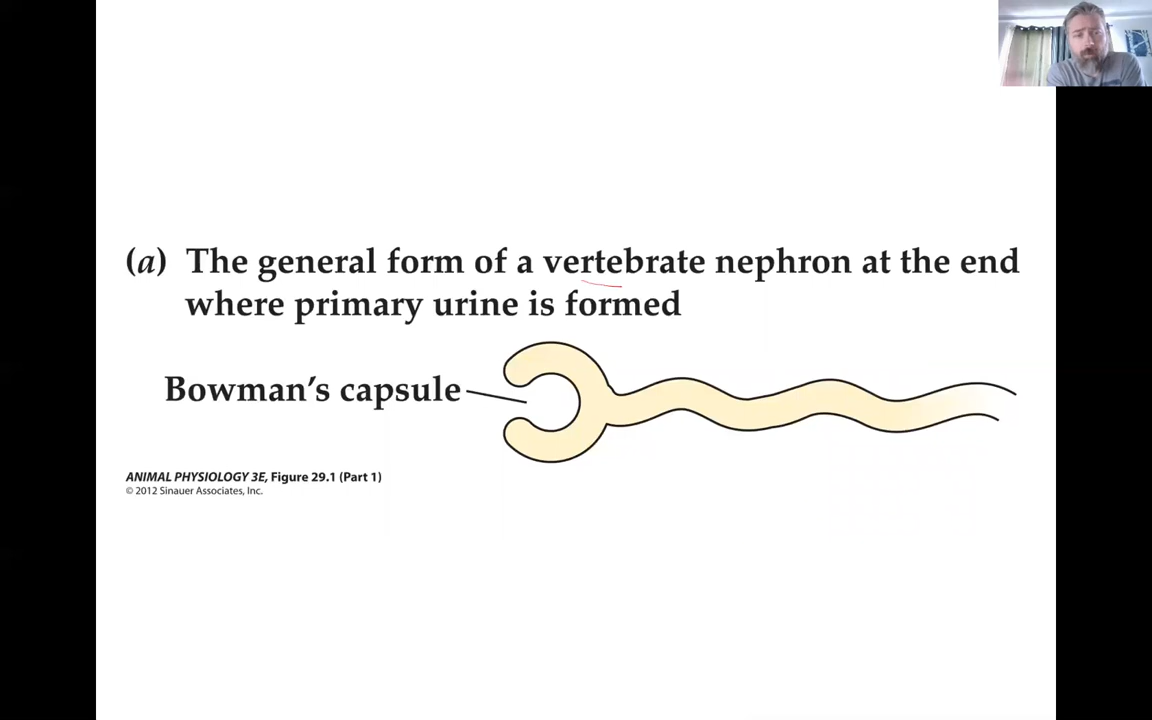 (a) The general form of a vertebrate nephron at the end
where primary urine is formed
Bowman’s capsule
ANIMAL PHYSIOLOGY 3E, Figure 29.1 (Part 1)
© 2012 Sinauer Associates, Inc.